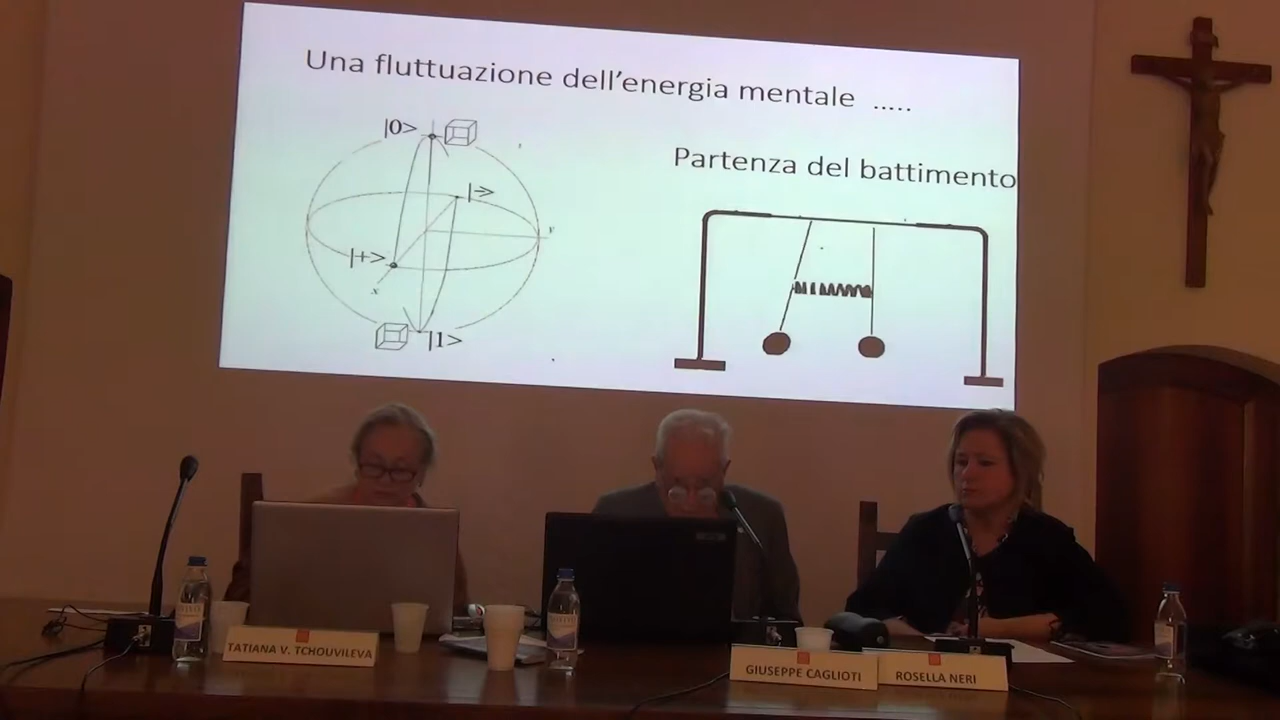 Una fluttuazione dell'energia mentale .....
|0>
|->
|+>
x
y
|1>
Partenza del battimento
TATIANA V. TCHOUVILEVA
GIUSEPPE CAGLIOTI
ROSELLA NERI